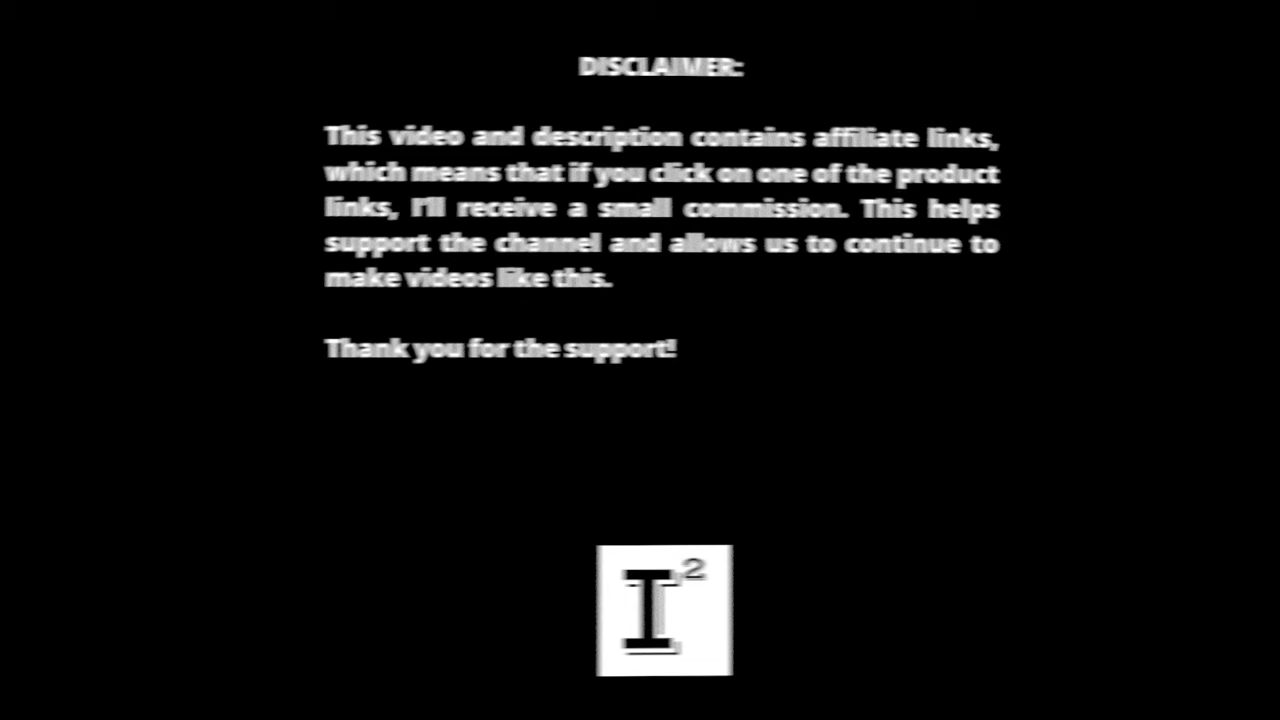 DISCLAIMER:
This video and description contains affiliate links,
which means that if you click on one of the product
links, I'll receive a small commission. This helps
support the channel and allows us to continue to
make videos like this.
Thank you for the support!
I²